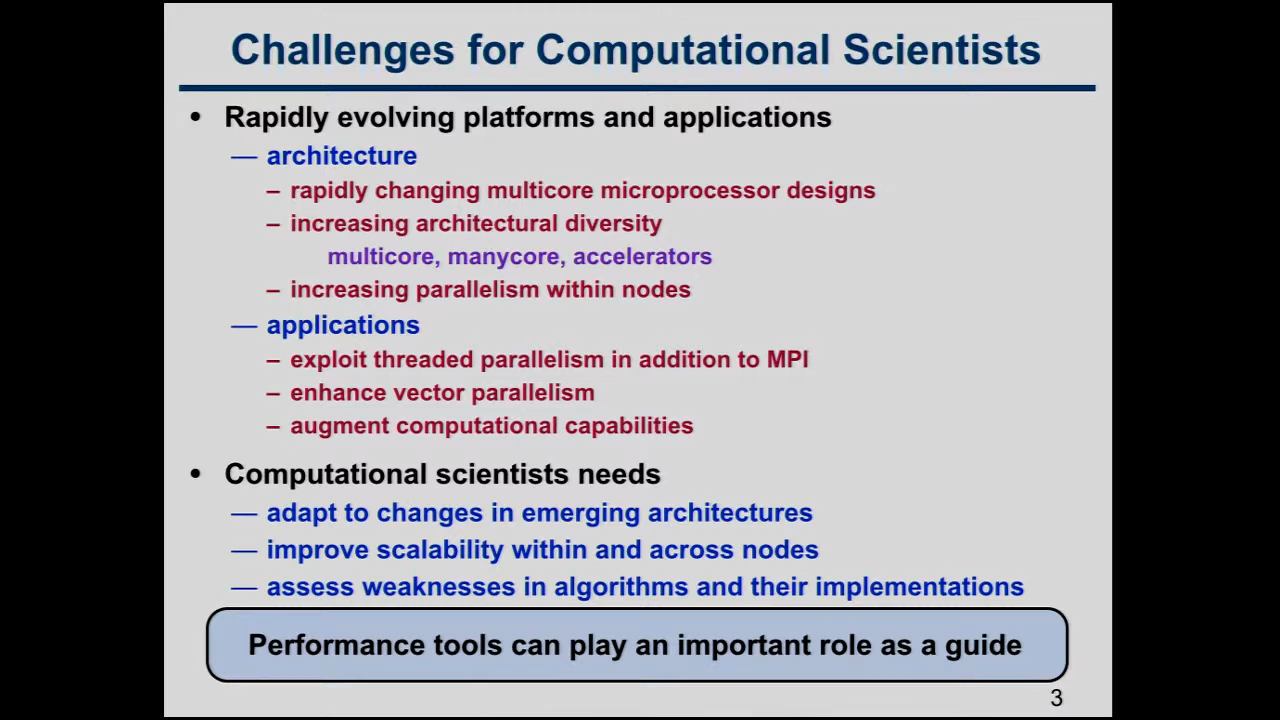 Challenges for Computational Scientists
• Rapidly evolving platforms and applications
— architecture
– rapidly changing multicore microprocessor designs
– increasing architectural diversity
multicore, manycore, accelerators
– increasing parallelism within nodes
— applications
– exploit threaded parallelism in addition to MPI
– enhance vector parallelism
– augment computational capabilities
• Computational scientists needs
— adapt to changes in emerging architectures
— improve scalability within and across nodes
— assess weaknesses in algorithms and their implementations
Performance tools can play an important role as a guide
3